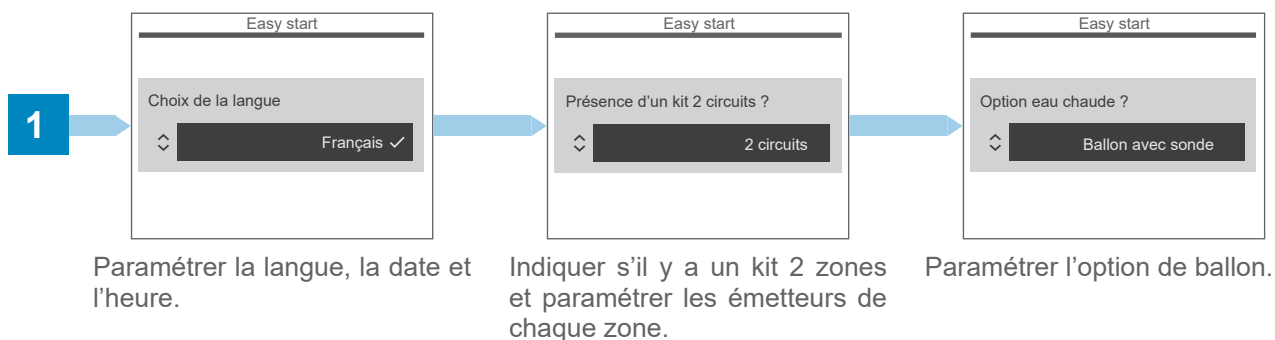 1
Easy start
Choix de la langue
Français
Paramétrer la langue, la date et
l’heure.
Easy start
Présence d'un kit 2 circuits ?
2 circuits
Indiquer s’il y a un kit 2 zones
et paramétrer les émetteurs de
chaque zone.
Easy start
Option eau chaude ?
Ballon avec sonde
Paramétrer l’option de ballon.